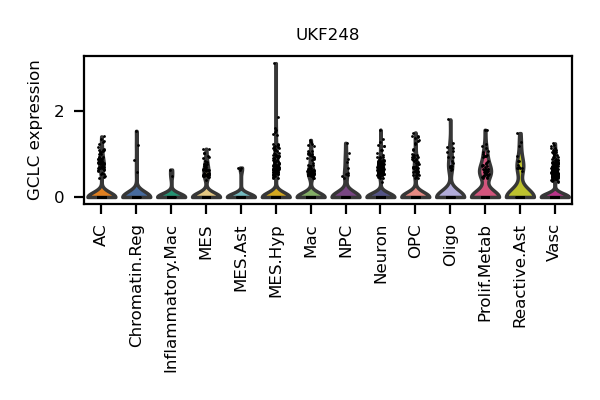 UKF248
GCLC expression
2
0
AC
Chromatin.Reg
Inflammatory.Mac
MES
MES.Ast
MES.Hyp
Mac
NPC
Neuron
OPC
Oligo
Prolif.Metab
Reactive.Ast
Vasc